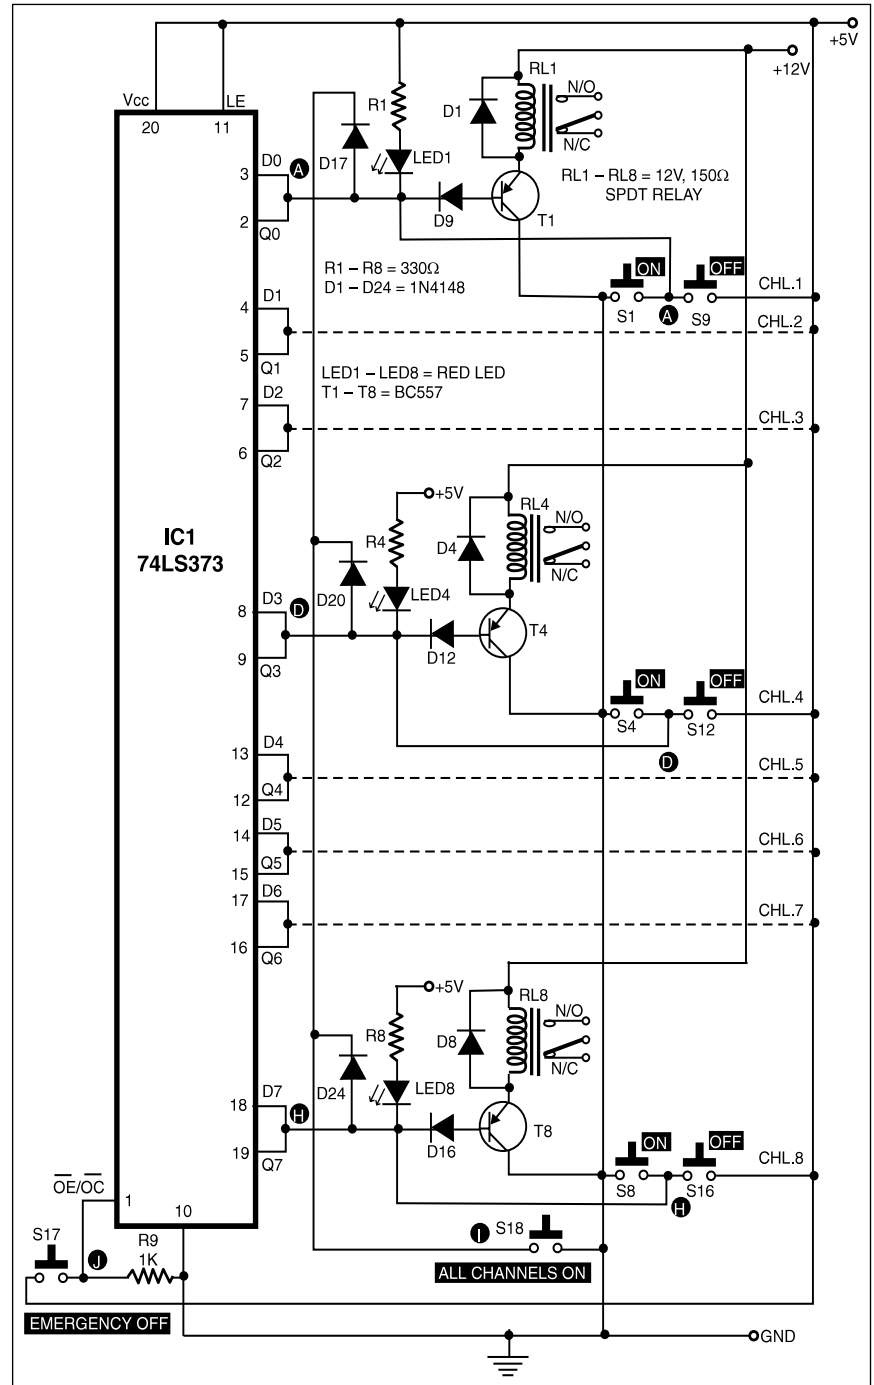 +5V
+12V
RL1
N/O
N/C
D1
R1
Vcc
LE
20
11
LED1
D17
D0
A
3
D9
T1
RL1 – RL8 = 12V, 150Ω
SPDT RELAY
2
Q0
R1 – R8 = 330Ω
D1 – D24 = 1N4148
ON
OFF
CHL.1
S1
A
S9
D1
4
CHL.2
5
Q1
LED1 – LED8 = RED LED
T1 – T8 = BC557
D2
7
CHL.3
6
Q2
+5V
RL4
N/O
N/C
R4
D4
IC1
74LS373
D20
LED4
D3
D
8
D12
T4
9
Q3
ON
OFF
CHL.4
S4
S12
D
D4
13
CHL.5
12
Q4
D5
14
CHL.6
15
Q5
D6
17
CHL.7
16
Q6
+5V
RL8
N/O
N/C
R8
D8
D24
LED8
D7
H
18
D16
T8
19
Q7
ON
OFF
CHL.8
S8
S16
H
OE/OC
1
10
S17
J
R9
1K
I
S18
ALL CHANNELS ON
EMERGENCY OFF
GND